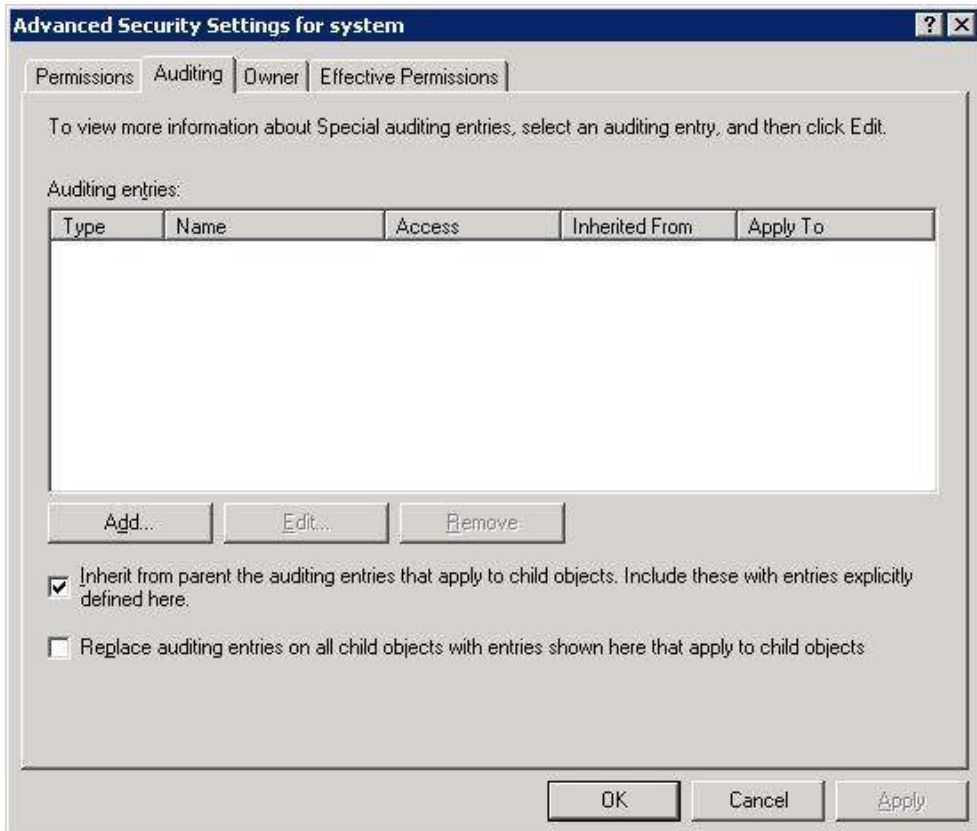 Advanced Security Settings for system
Permissions Auditing Owner Effective Permissions
To view more information about Special auditing entries, select an auditing entry, and then click Edit.
Auditing entries:
Type Name Access Inherited From Apply To
Add... Edit... Remove
Inherit from parent the auditing entries that apply to child objects. Include these with entries explicitly
defined here.
Replace auditing entries on all child objects with entries shown here that apply to child objects
OK Cancel Apply